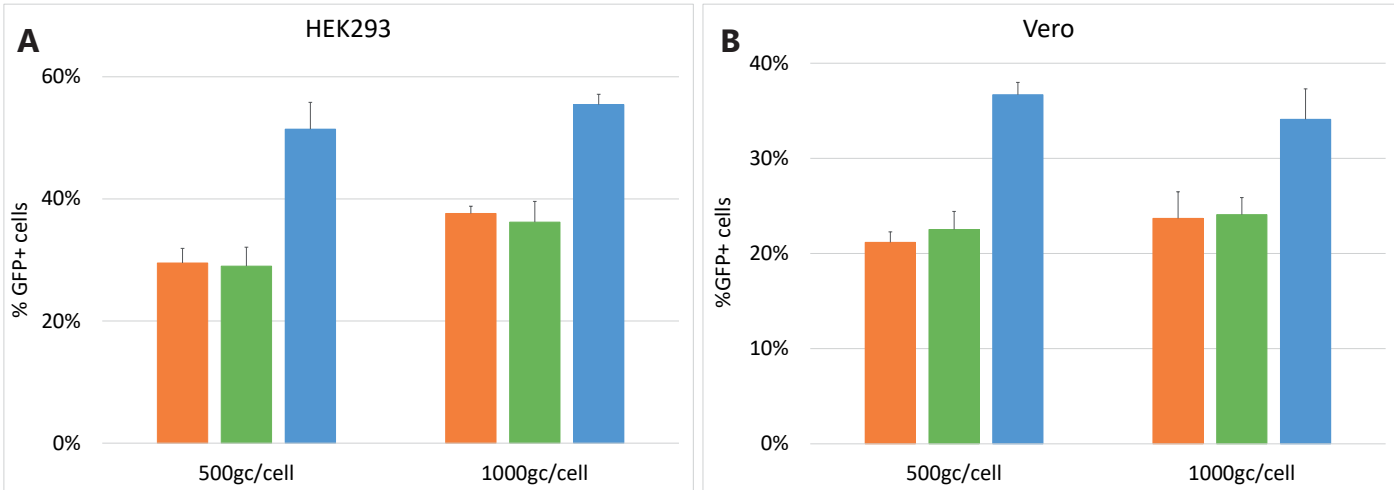 A
HEK293
% GFP+ cells
60%
40%
20%
0%
500gc/cell
1000gc/cell
B
Vero
%GFP+ cells
40%
30%
20%
10%
0%
500gc/cell
1000gc/cell